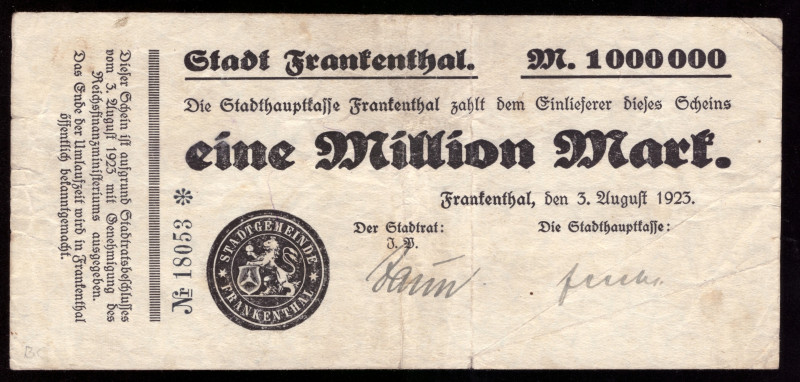 Dieser Schein ist aufgrund Stadtratsbeschlusses
vom 3. August 1923 mit Genehmigung des
Reichsfinanzministeriums ausgegeben.
Das Ende der Umlaufzeit wird in Frankenthal
öffentlich bekanntgemacht.
Stadt Frankenthal. M. 1000000
Die Stadthauptkasse Frankenthal zahlt dem Einlieferer dieses Scheins
eine Million Mark.
Frankenthal, den 3. August 1923.
Der Stadtrat: Die Stadthauptkasse:
J. V.
№ 18053 *
STADTGEMEINDE
FRANKENTHAL